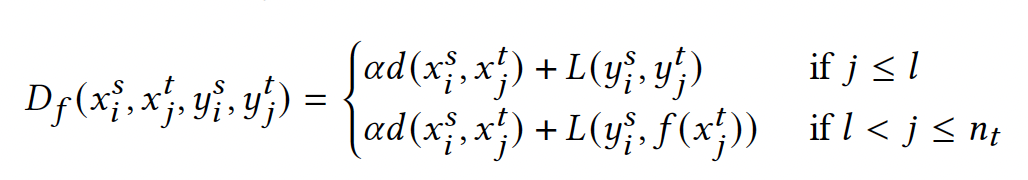 D_f(x_i^s, x_j^t, y_i^s, y_j^t) = { αd(x_i^s, x_j^t) + L(y_i^s, y_j^t) if j ≤ l
αd(x_i^s, x_j^t) + L(y_i^s, f(x_j^t)) if l < j ≤ n_t